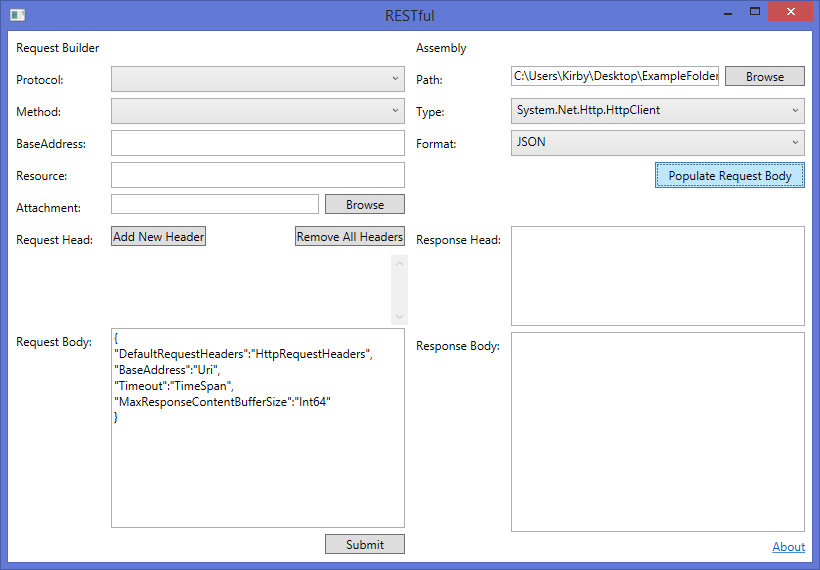 RESTful
Request Builder
Protocol:
Method:
BaseAddress:
Resource:
Attachment:
Browse
Request Head:
Add New Header
Remove All Headers
Request Body:
{
"DefaultRequestHeaders":"HttpRequestHeaders",
"BaseAddress":"Uri",
"Timeout":"TimeSpan",
"MaxResponseContentBufferSize":"Int64"
}
Submit
Assembly
Path:
C:\Users\Kirby\Desktop\ExampleFolder
Browse
Type:
System.Net.Http.HttpClient
Format:
JSON
Populate Request Body
Response Head:
Response Body:
About